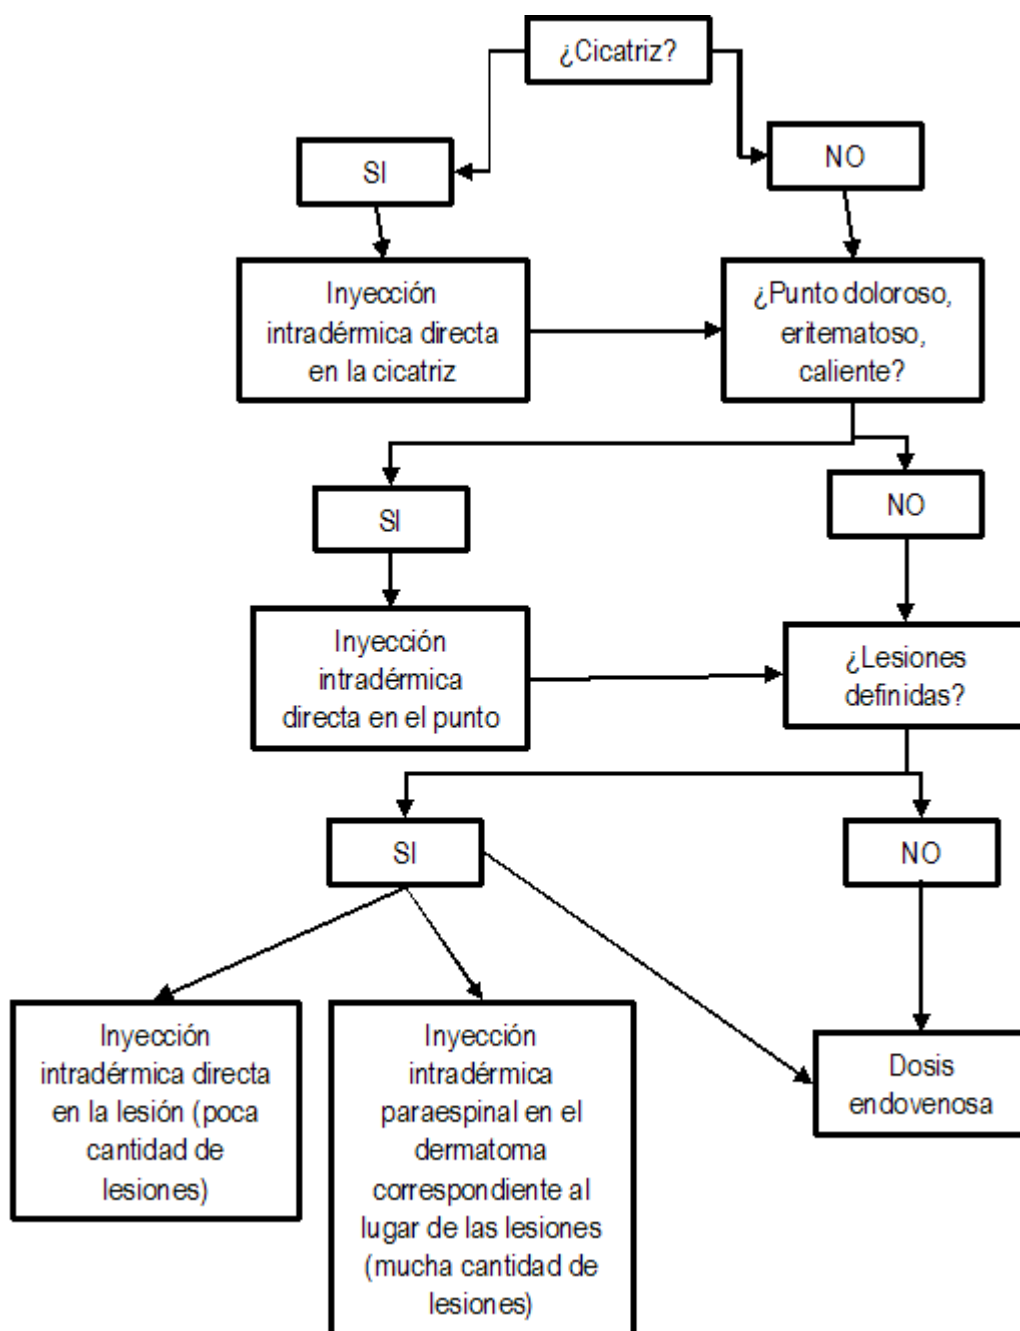 ¿Cicatriz?
SI
NO
Inyección
intradérmica directa
en la cicatriz
¿Punto doloroso,
eritematoso,
caliente?
SI
NO
Inyección
intradérmica
directa en el punto
¿Lesiones
definidas?
SI
NO
Inyección
intradérmica directa
en la lesión (poca
cantidad de
lesiones)
Inyección
intradérmica
paraespinal en el
dermatoma
correspondiente al
lugar de las lesiones
(mucha cantidad de
lesiones)
Dosis
endovenosa